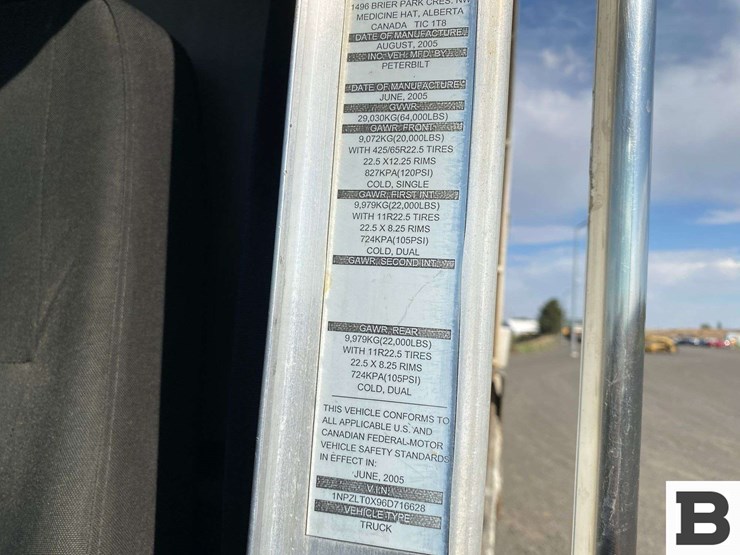 1496 BRIER PARK CRES. NW
MEDICINE HAT, ALBERTA
CANADA T1C 1T8
DATE OF MANUFACTURE:
AUGUST, 2005
INC. VEH. MFD. BY:
PETERBILT
DATE OF MANUFACTURE:
JUNE, 2005
GVWR:
29,030KG(64,000LBS)
GAWR, FRONT:
9,072KG(20,000LBS)
WITH 425/65R22.5 TIRES
22.5 X12.25 RIMS
827KPA(120PSI)
COLD, SINGLE
GAWR, FIRST INT.
9,979KG(22,000LBS)
WITH 11R22.5 TIRES
22.5 X 8.25 RIMS
724KPA(105PSI)
COLD, DUAL
GAWR, SECOND INT.
GAWR, REAR
9,979KG(22,000LBS)
WITH 11R22.5 TIRES
22.5 X 8.25 RIMS
724KPA(105PSI)
COLD, DUAL
THIS VEHICLE CONFORMS TO
ALL APPLICABLE U.S. AND
CANADIAN FEDERAL MOTOR
VEHICLE SAFETY STANDARDS
IN EFFECT IN:
JUNE, 2005
V.I.N.
1NPZLT0X96D716628
VEHICLE TYPE
TRUCK
B